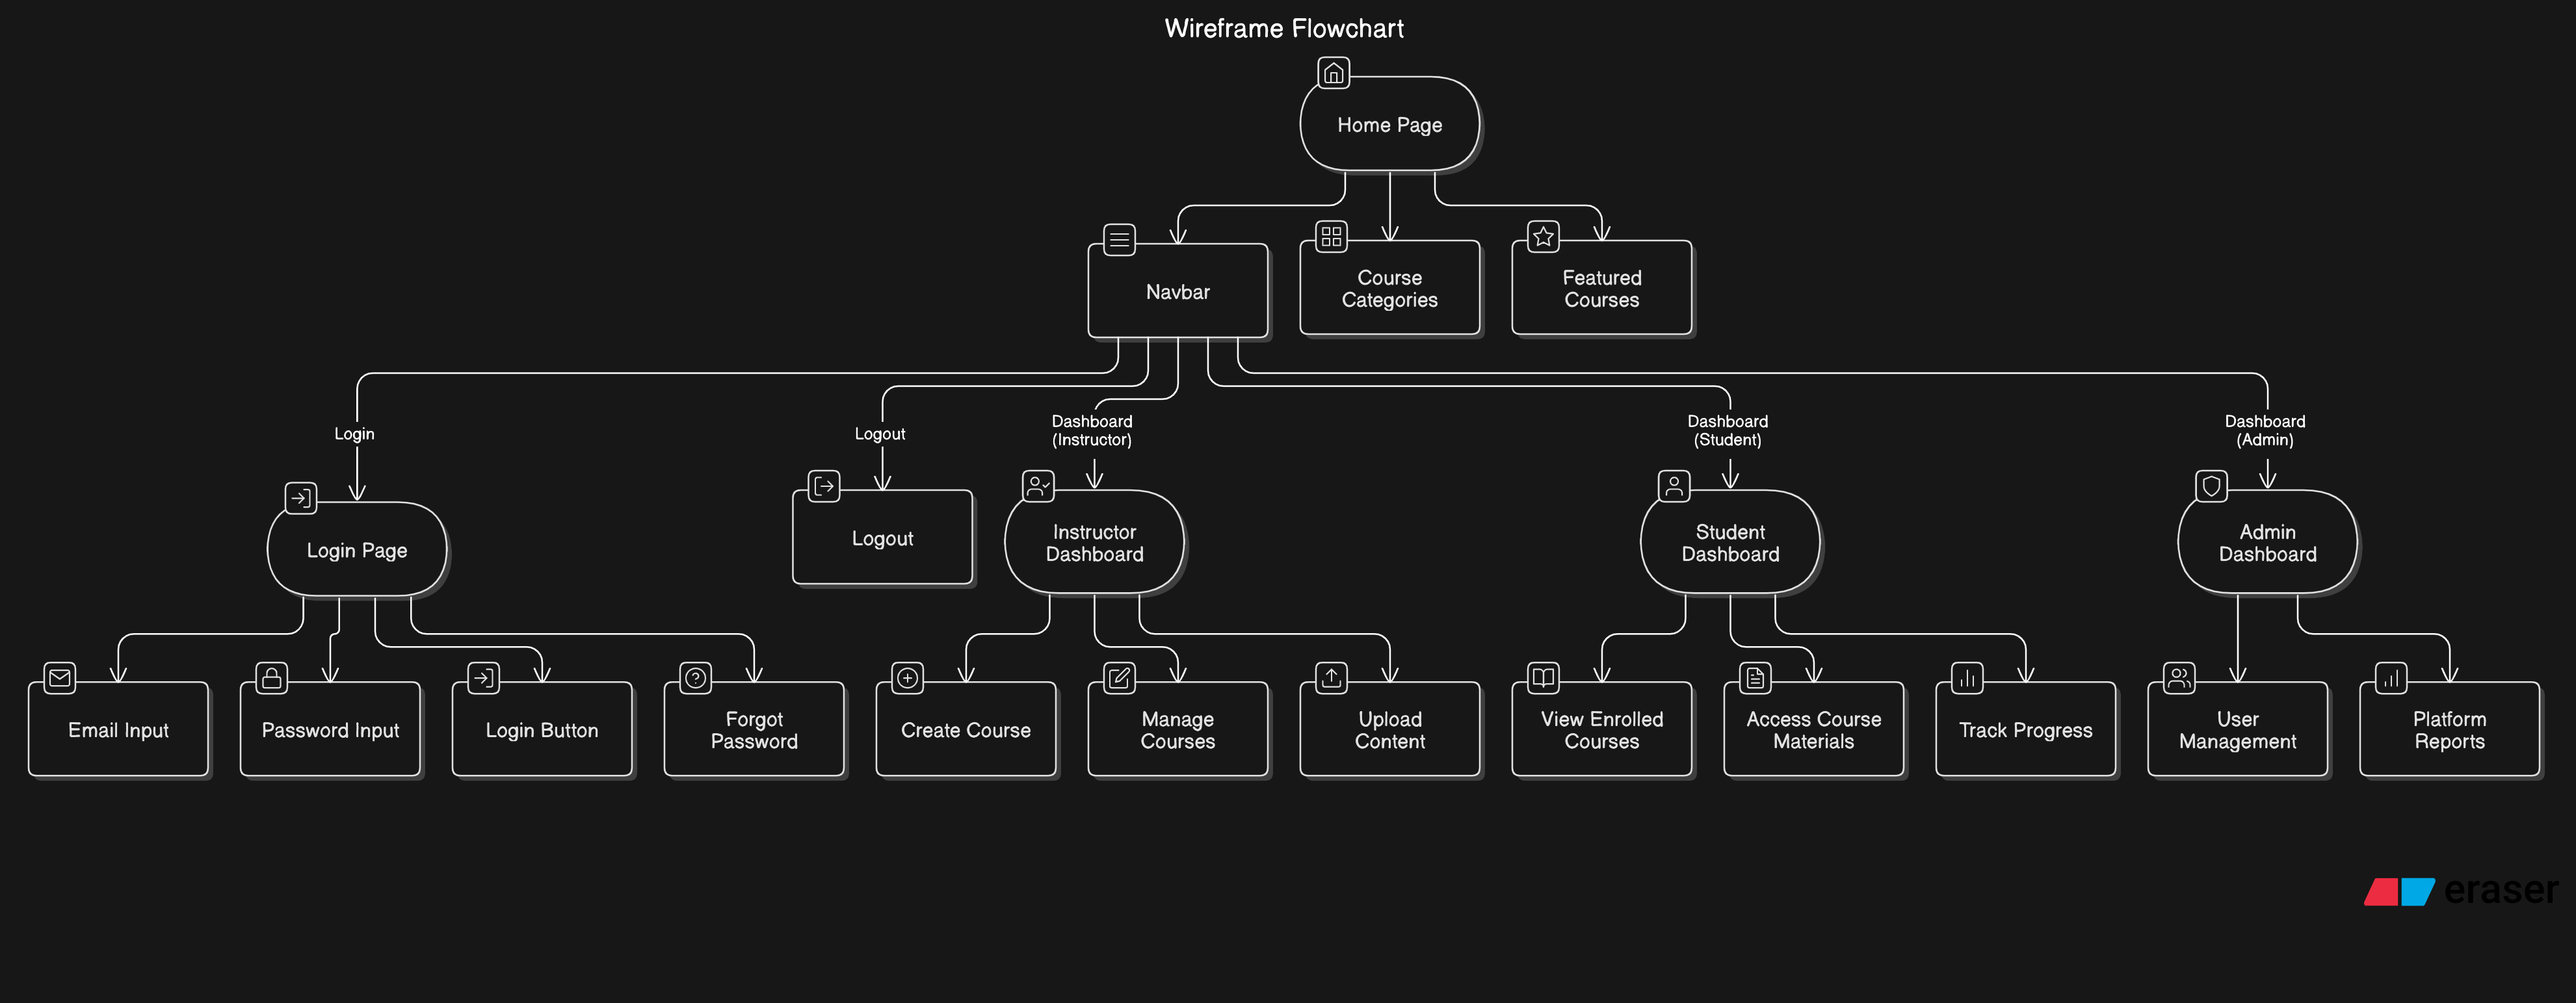 Wireframe Flowchart
Home Page
Navbar
Course
Categories
Featured
Courses
Login
Logout
Dashboard
(Instructor)
Dashboard
(Student)
Dashboard
(Admin)
Login Page
Logout
Instructor
Dashboard
Student
Dashboard
Admin
Dashboard
Email Input
Password Input
Login Button
Forgot
Password
Create Course
Manage
Courses
Upload
Content
View Enrolled
Courses
Access Course
Materials
Track Progress
User
Management
Platform
Reports
eraser